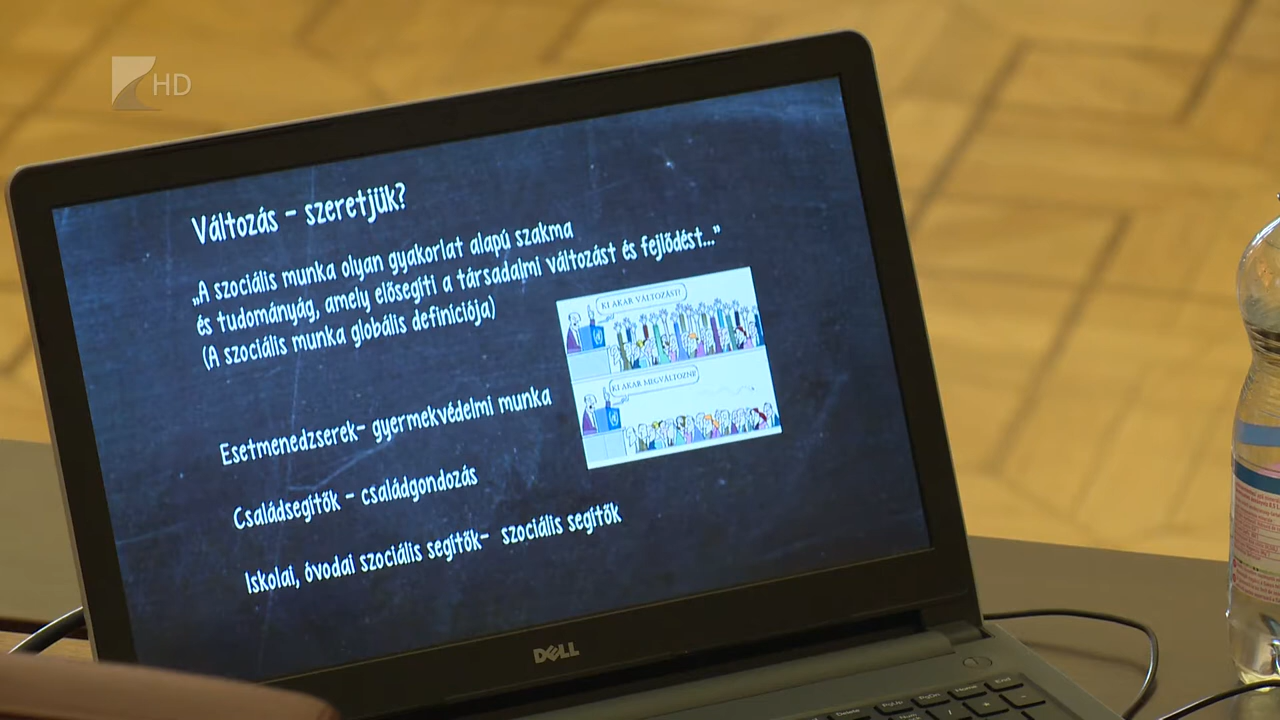 HD
Változás - szeretjük?
„A szociális munka olyan gyakorlat alapú szakma
és tudományág, amely elősegíti a társadalmi változást és fejlődést..."
(A szociális munka globális definíciója)
KI AKAR VÁLTOZÁST?
KI AKAR MEGVÁLTOZNI?
Esetmenedzserek- gyermekvédelmi munka
Családsegítők - családgondozás
Iskolai, óvodai szociális segítők- szociális segítők
DELL